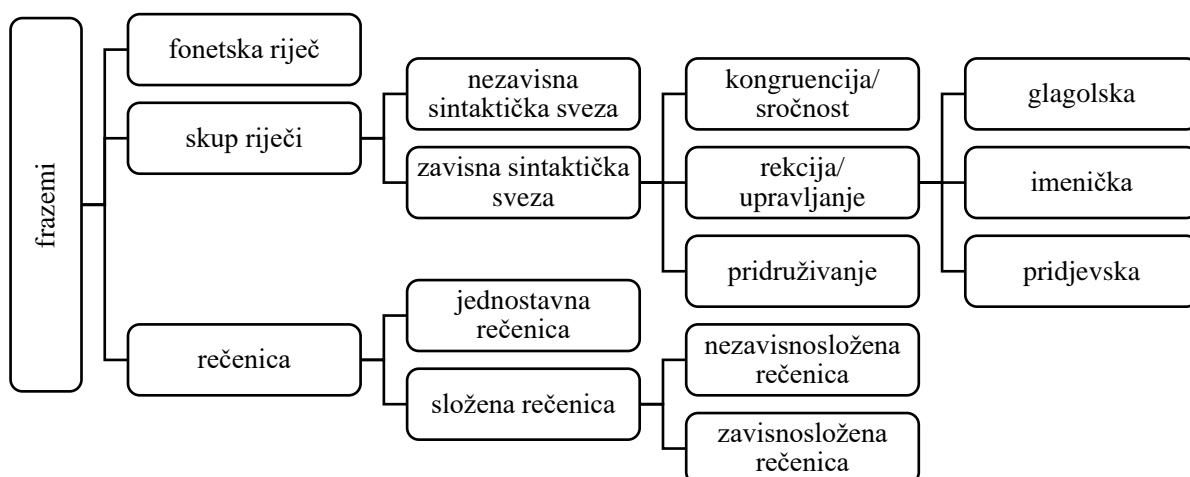 frazemi
fonetska riječ
skup riječi
nezavisna
sintaktička sveza
zavisna sintaktička
sveza
kongruencija/
sročnost
rekcija/
upravljanje
pridruživanje
glagolska
imenička
pridjevska
rečenica
jednostavna
rečenica
složena rečenica
nezavisnosložena
rečenica
zavisnosložena
rečenica